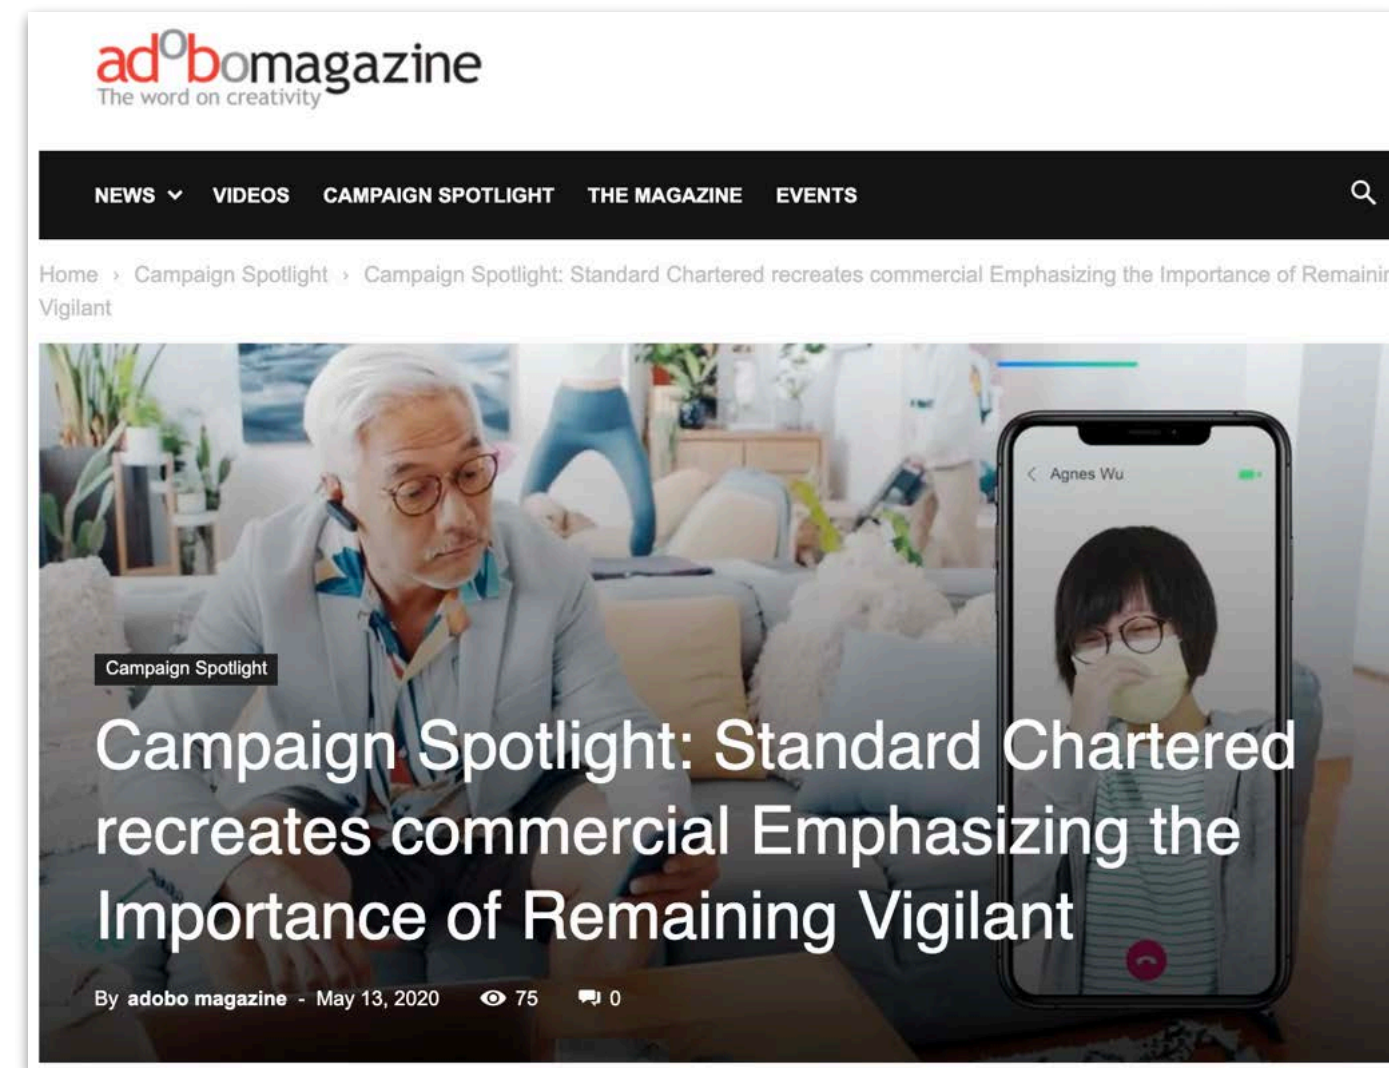 adobomagazine
The word on creativity
NEWS VIDEOS CAMPAIGN SPOTLIGHT THE MAGAZINE EVENTS
Home › Campaign Spotlight › Campaign Spotlight: Standard Chartered recreates commercial Emphasizing the Importance of Remainin
Vigilant
< Agnes Wu
Campaign Spotlight
Campaign Spotlight: Standard Chartered
recreates commercial Emphasizing the
Importance of Remaining Vigilant
By adobo magazine - May 13, 2020 75 0